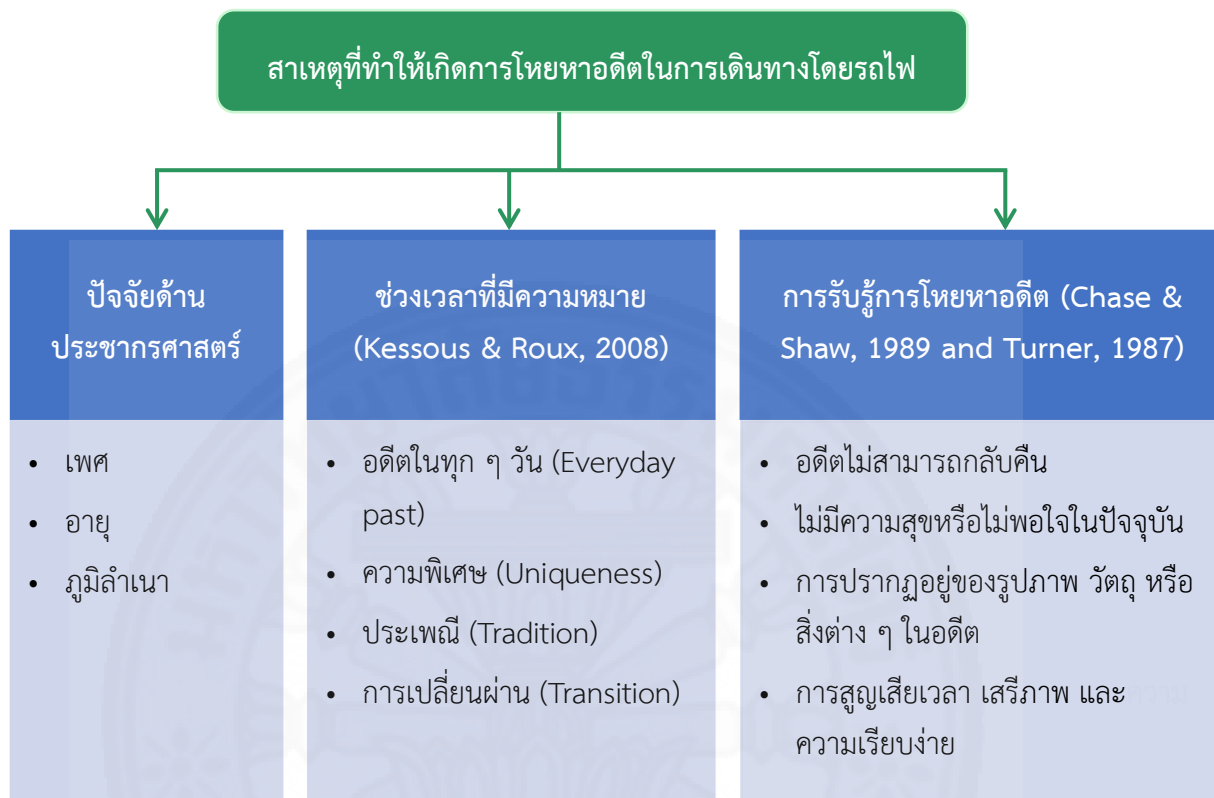 สาเหตุที่ทำให้เกิดการโหยหาอดีตในการเดินทางโดยรถไฟ
ปัจจัยด้าน
ประชากรศาสตร์
• เพศ
• อายุ
• ภูมิลำเนา
ช่วงเวลาที่มีความหมาย
(Kessous & Roux, 2008)
• อดีตในทุก ๆ วัน (Everyday
past)
• ความพิเศษ (Uniqueness)
• ประเพณี (Tradition)
• การเปลี่ยนผ่าน (Transition)
การรับรู้การโหยหาอดีต (Chase &
Shaw, 1989 and Turner, 1987)
• อดีตไม่สามารถกลับคืน
• ไม่มีความสุขหรือไม่พอใจในปัจจุบัน
• การปรากฏอยู่ของรูปภาพ วัตถุ หรือ
สิ่งต่าง ๆ ในอดีต
• การสูญเสียเวลา เสรีภาพ และ
ความเรียบง่าย